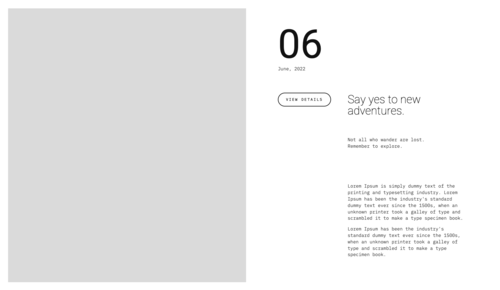 06
June, 2022
VIEW DETAILS
Say yes to new
adventures.
Not all who wander are lost.
Remember to explore.
Lorem Ipsum is simply dummy text of the
printing and typesetting industry. Lorem
Ipsum has been the industry's standard
dummy text ever since the 1500s, when an
unknown printer took a galley of type and
scrambled it to make a type specimen book.
Lorem Ipsum has been the industry's
standard dummy text ever since the 1500s,
when an unknown printer took a galley of
type and scrambled it to make a type
specimen book.